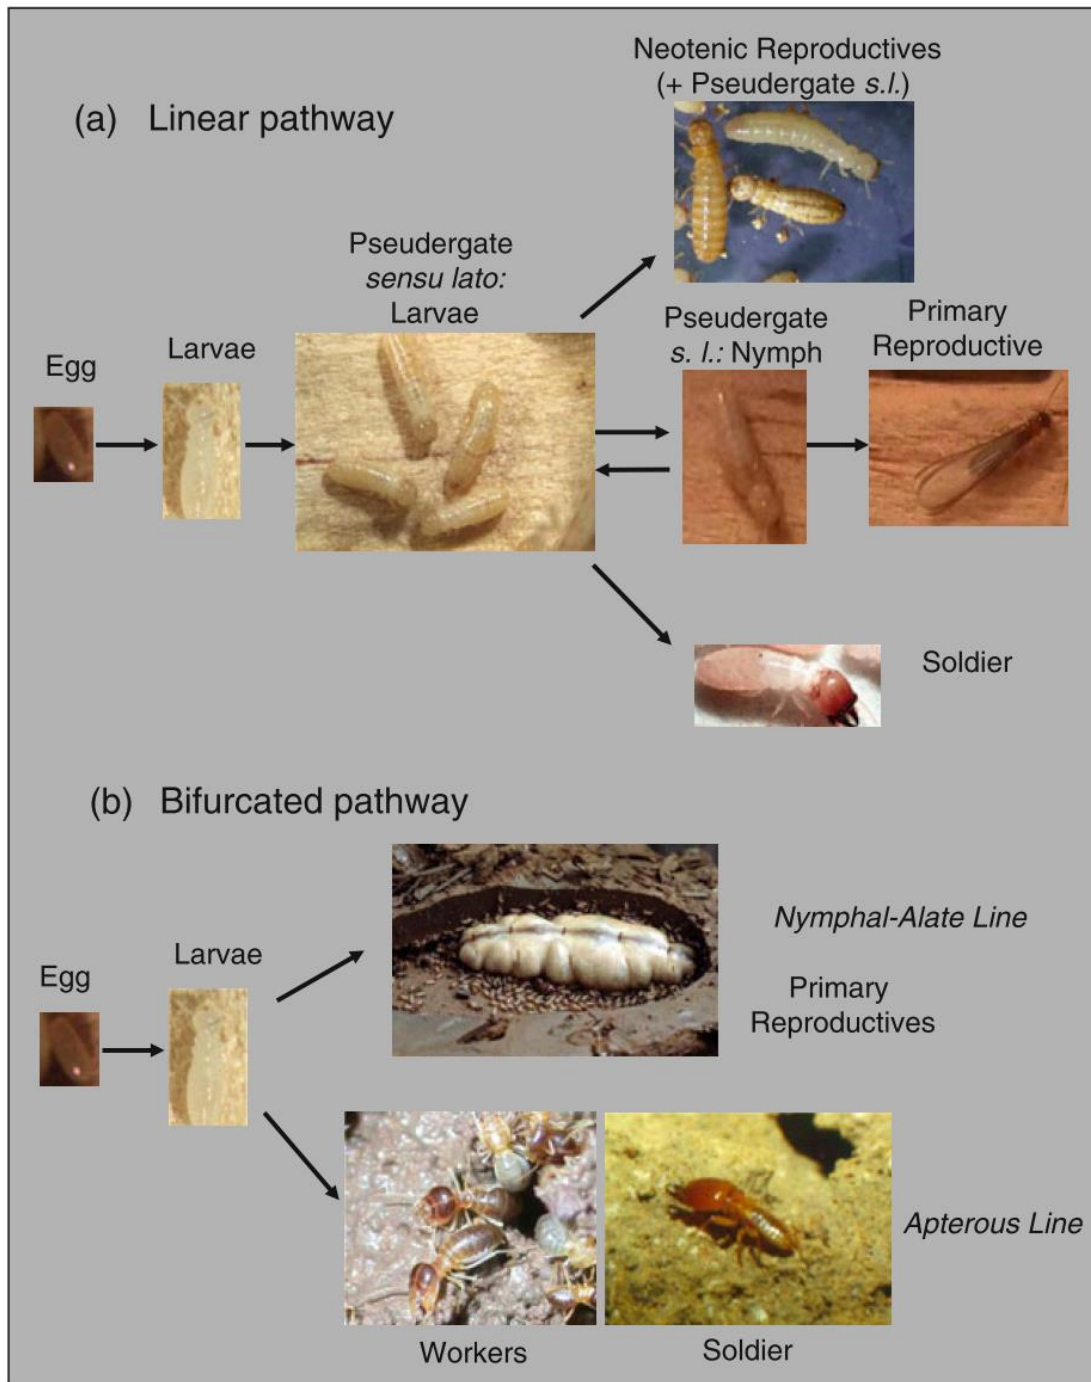 (a) Linear pathway
Neotenic Reproductives
(+ Pseudergate s.l.)
Egg
Larvae
Pseudergate
sensu lato:
Larvae
Pseudergate
s. l.: Nymph
Primary
Reproductive
Soldier
(b) Bifurcated pathway
Egg
Larvae
Nymphal-Alate Line
Primary
Reproductives
Apterous Line
Workers
Soldier